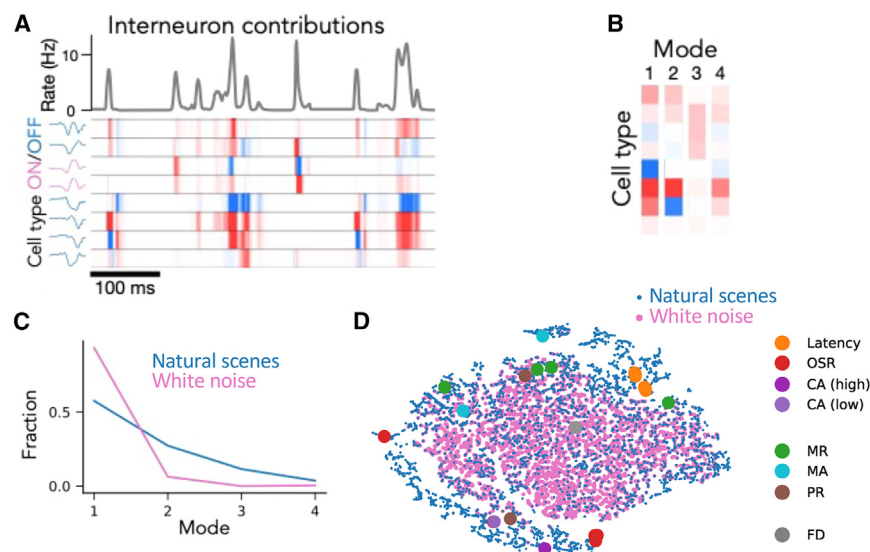 A
Interneuron contributions
Rate (Hz)
10
0
Cell type ON/OFF
100 ms
B
Mode
1 2 3 4
Cell type
C
Natural scenes
White noise
Fraction
0.5
0.0
1 2 3 4
Mode
D
Natural scenes
White noise
Latency
OSR
CA (high)
CA (low)
MR
MA
PR
FD